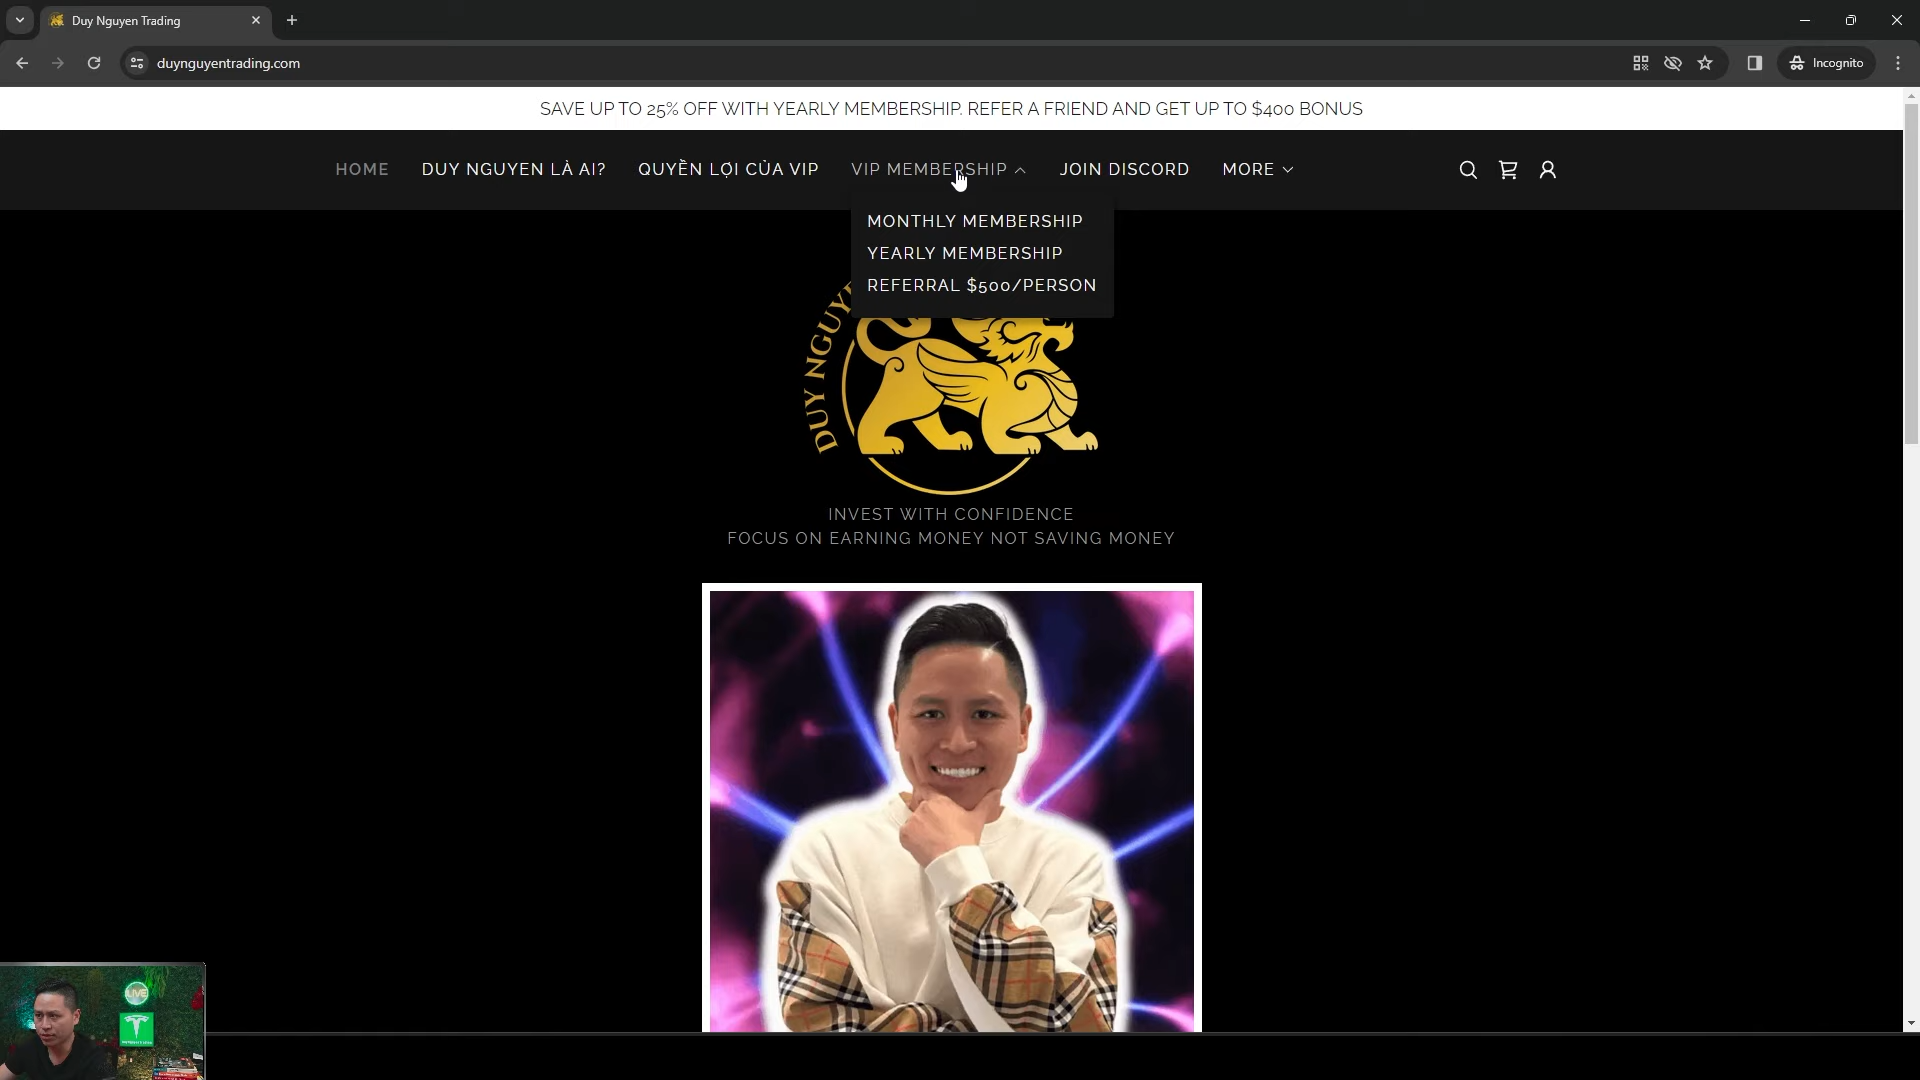 Duy Nguyen Trading
duynguyentrading.com
Incognito
SAVE UP TO 25% OFF WITH YEARLY MEMBERSHIP. REFER A FRIEND AND GET UP TO $400 BONUS
HOME
DUY NGUYEN LÀ AI?
QUYỀN LỢI CỦA VIP
VIP MEMBERSHIP
JOIN DISCORD
MORE
MONTHLY MEMBERSHIP
YEARLY MEMBERSHIP
REFERRAL $500/PERSON
DUY NGUY
INVEST WITH CONFIDENCE
FOCUS ON EARNING MONEY NOT SAVING MONEY
LIVE